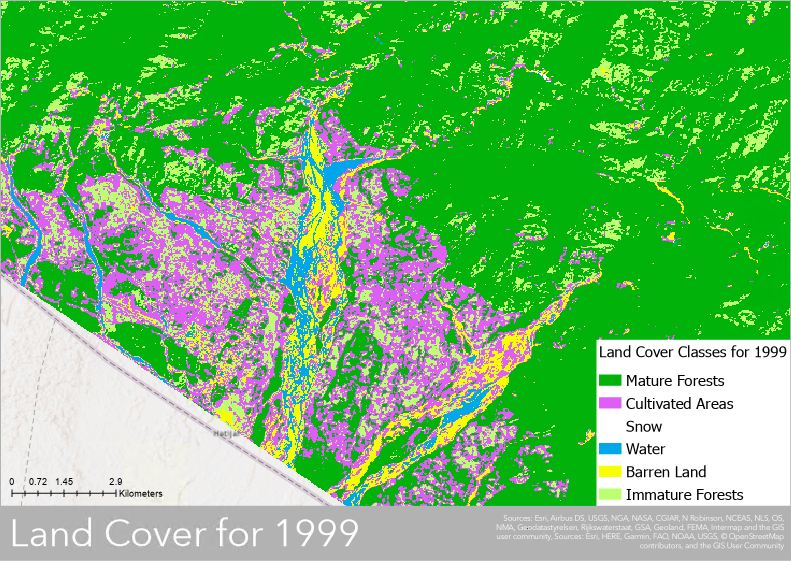 Land Cover Classes for 1999
Mature Forests
Cultivated Areas
Snow
Water
Barren Land
Immature Forests
Hatijar
0 0.72 1.45 2.9
Kilometers
Land Cover for 1999
Sources: Esri, Airbus DS, USGS, NGA, NASA, CGIAR, N Robinson, NCEAS, NLS, OS,
NMA, Geodatastyrelsen, Rijkswaterstaat, GSA, Geoland, FEMA, Intermap and the GIS
user community, Sources: Esri, HERE, Garmin, FAO, NOAA, USGS, © OpenStreetMap
contributors, and the GIS User Community